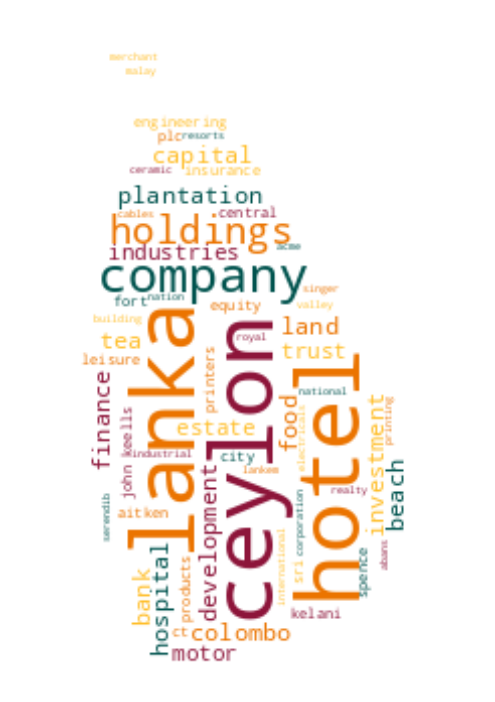 merchant
malay
engineering
plc resorts
capital
ceramic insurance
plantation
cables central
holdings
industries acme
company
singer
fort nation equity valley
building
lanka
ceylon
hotel
royal
land
tea
trust
leisure
printers
finance
national
john keells
food
electricals
investment
printing
estate
industrial
city
lankem
beach
development
realty
serendib
aitken
corporation
international
sri
abans
spence
bank
hospital
products
kelani
ct colombo
motor